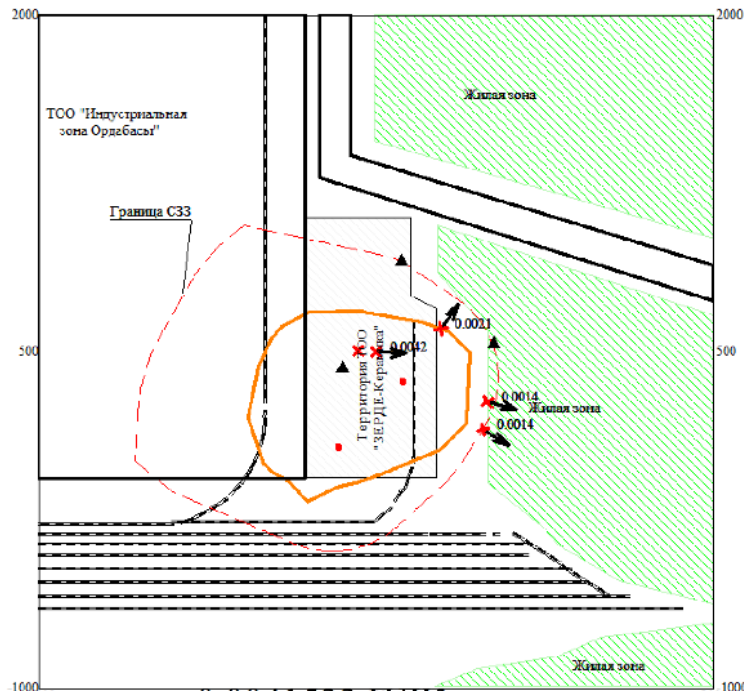 2000
2000
Жилая зона
ТОО "Индустриальная
зона Ордабасы"
Граница СЗЗ
0.0021
500
0.0042
500
Территория ТОО
"ЗЕРДЕ-Керамика"
0.0014
Жилая зона
0.0014
Жилая зона
-1000
-1000